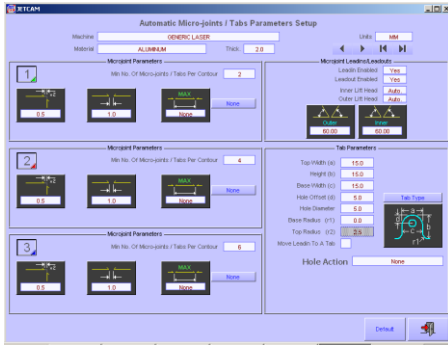 JETCAM
Automatic Micro-joints / Tabs Parameters Setup
Machine GENERIC LASER Units MM
Material ALUMINUM Thick. 2.0
Microjoint Parameters
1 Min No. Of Micro-joints / Tabs Per Contour 2
MAX None
0.5 1.0 None
Microjoint Parameters
2 Min No. Of Micro-joints / Tabs Per Contour 4
MAX None
0.5 1.0 None
Microjoint Parameters
3 Min No. Of Micro-joints / Tabs Per Contour 6
MAX None
0.5 1.0 None
Microjoint Leadins/Leadouts
Leadin Enabled Yes
Leadout Enabled Yes
Inner Lift Head Auto
Outer Lift Head Auto
Outer Inner
60.00 60.00
Tab Parameters
Top Width (a) 15.0
Height (b) 15.0
Base Width (c) 15.0
Hole Offset (d) 5.0 Tab Type
Hole Diameter 5.0
Base Radius (r1) 0.0
Top Radius (r2) 2.5
Move Leadin To A Tab
Hole Action None
Default